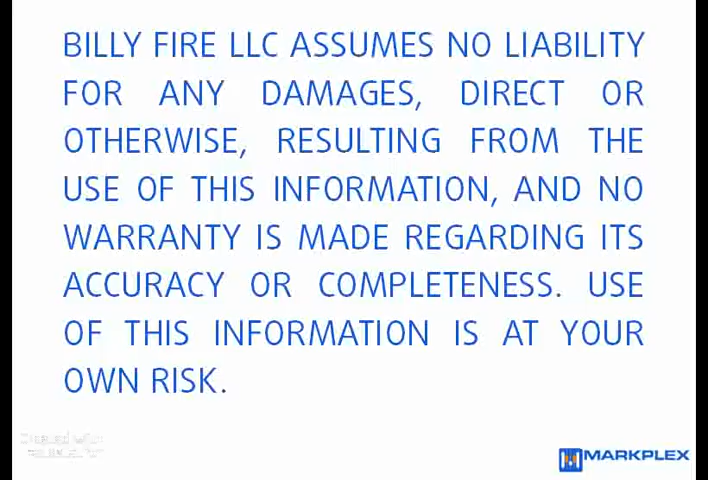 BILLY FIRE LLC ASSUMES NO LIABILITY
FOR ANY DAMAGES, DIRECT OR
OTHERWISE, RESULTING FROM THE
USE OF THIS INFORMATION, AND NO
WARRANTY IS MADE REGARDING ITS
ACCURACY OR COMPLETENESS. USE
OF THIS INFORMATION IS AT YOUR
OWN RISK.
MARKPLEX